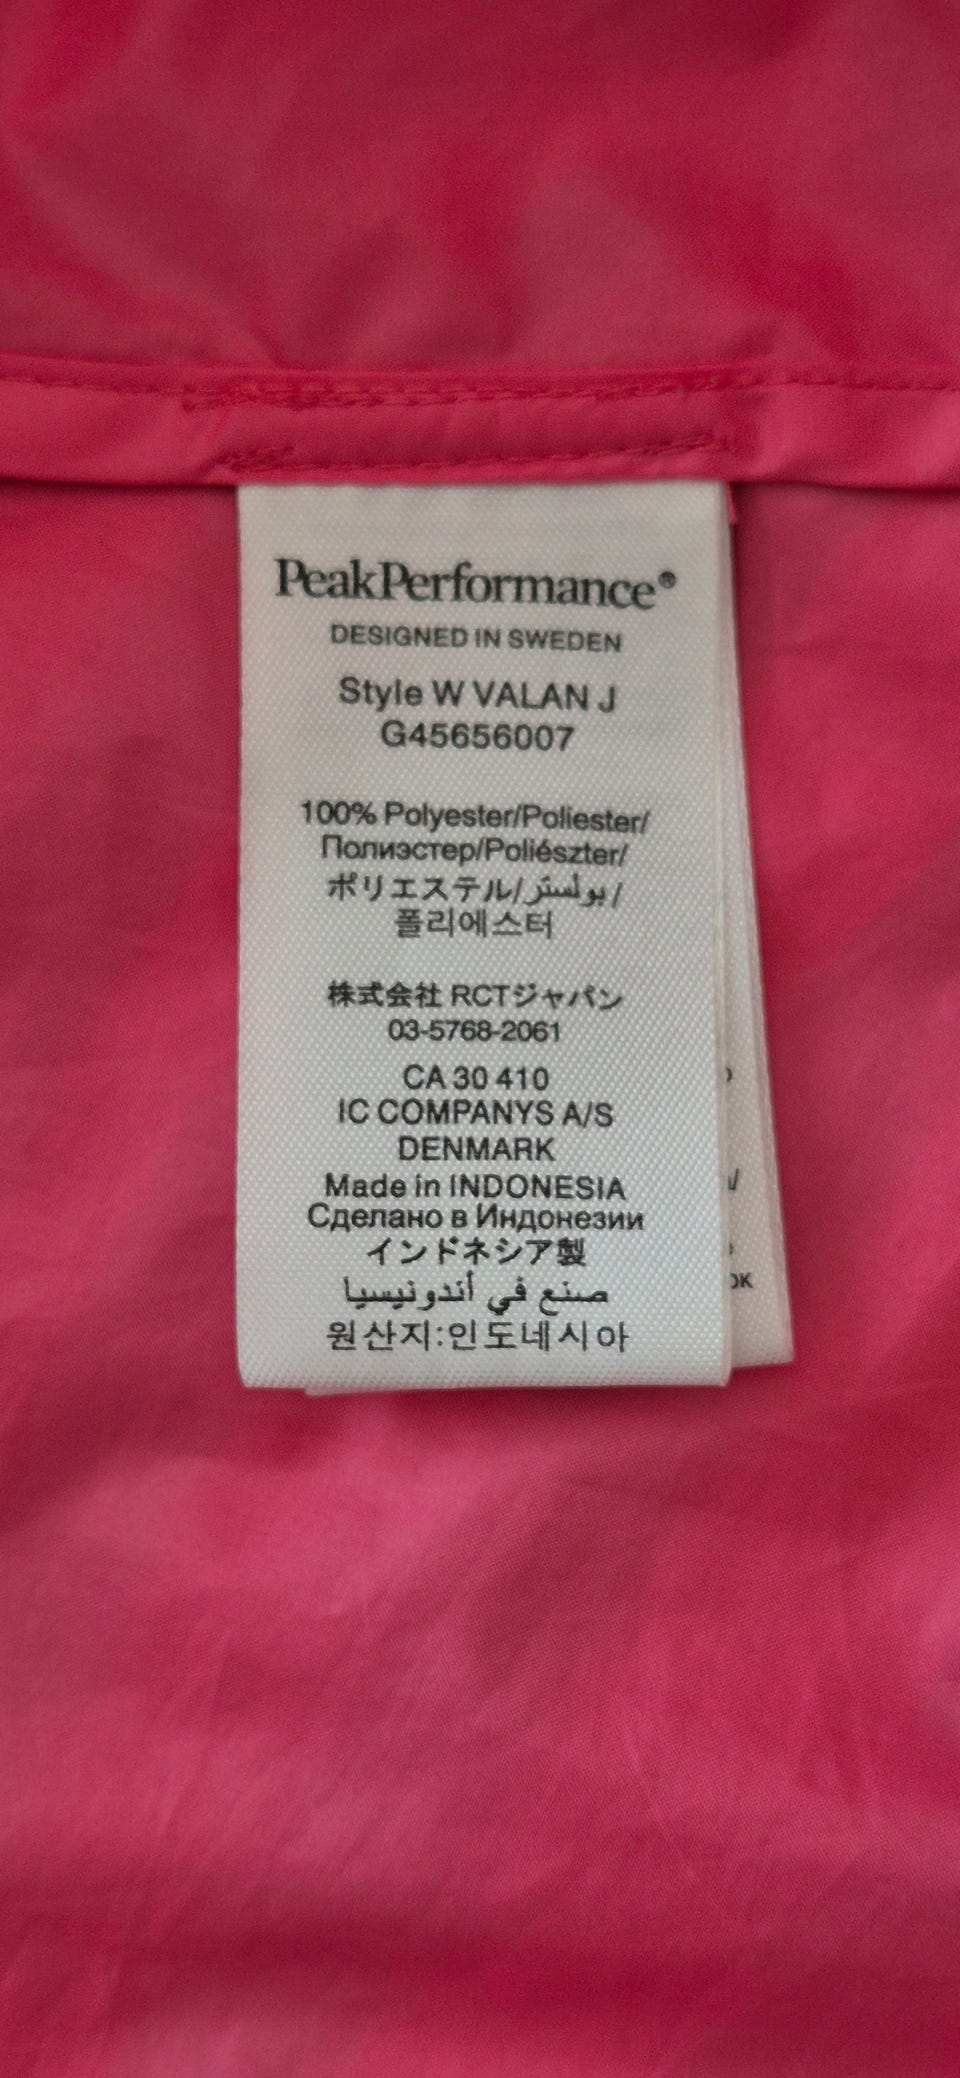 PeakPerformance®
DESIGNED IN SWEDEN
Style W VALAN J
G45656007
100% Polyester/Poliester/
Полиэстер/Poliészter/
ポリエステル/بولستر/
폴리에스터
株式会社 RCTジャパン
03-5768-2061
CA 30 410
IC COMPANYS A/S
DENMARK
Made in INDONESIA
Сделано в Индонезии
インドネシア製
صنع في أندونيسيا
원산지:인도네시아